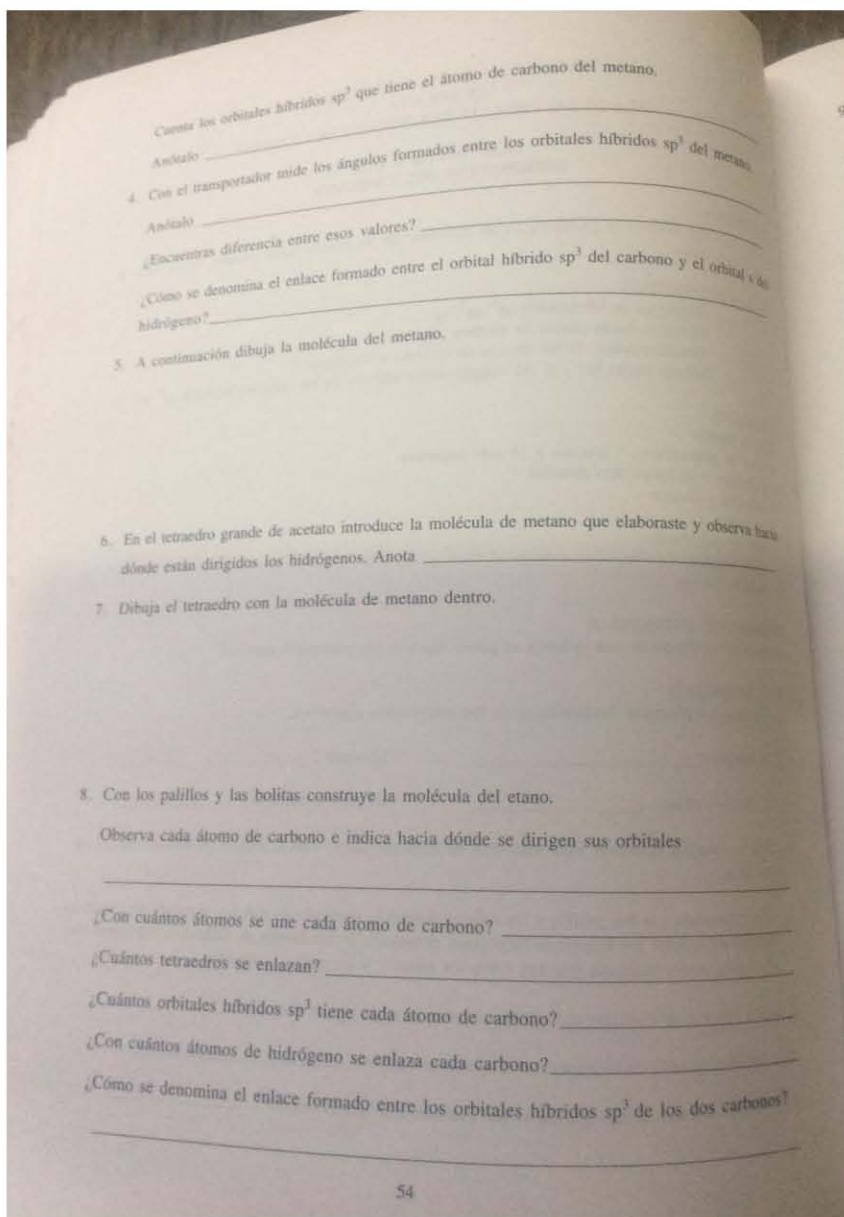 Cuenta los orbitales híbridos sp³ que tiene el átomo de carbono del metano.
Anótalo
4. Con el transportador mide los ángulos formados entre los orbitales híbridos sp³ del metano
Anótalo
¿Encuentras diferencia entre esos valores?
¿Cómo se denomina el enlace formado entre el orbital híbrido sp³ del carbono y el orbital s del
hidrógeno?
5. A continuación dibuja la molécula del metano.
6. En el tetraedro grande de acetato introduce la molécula de metano que elaboraste y observa hacia
dónde están dirigidos los hidrógenos. Anota
7. Dibuja el tetraedro con la molécula de metano dentro.
8. Con los palillos y las bolitas construye la molécula del etano.
Observa cada átomo de carbono e indica hacia dónde se dirigen sus orbitales
¿Con cuántos átomos se une cada átomo de carbono?
¿Cuántos tetraedros se enlazan?
¿Cuántos orbitales híbridos sp³ tiene cada átomo de carbono?
¿Con cuántos átomos de hidrógeno se enlaza cada carbono?
¿Cómo se denomina el enlace formado entre los orbitales híbridos sp³ de los dos carbonos?
54